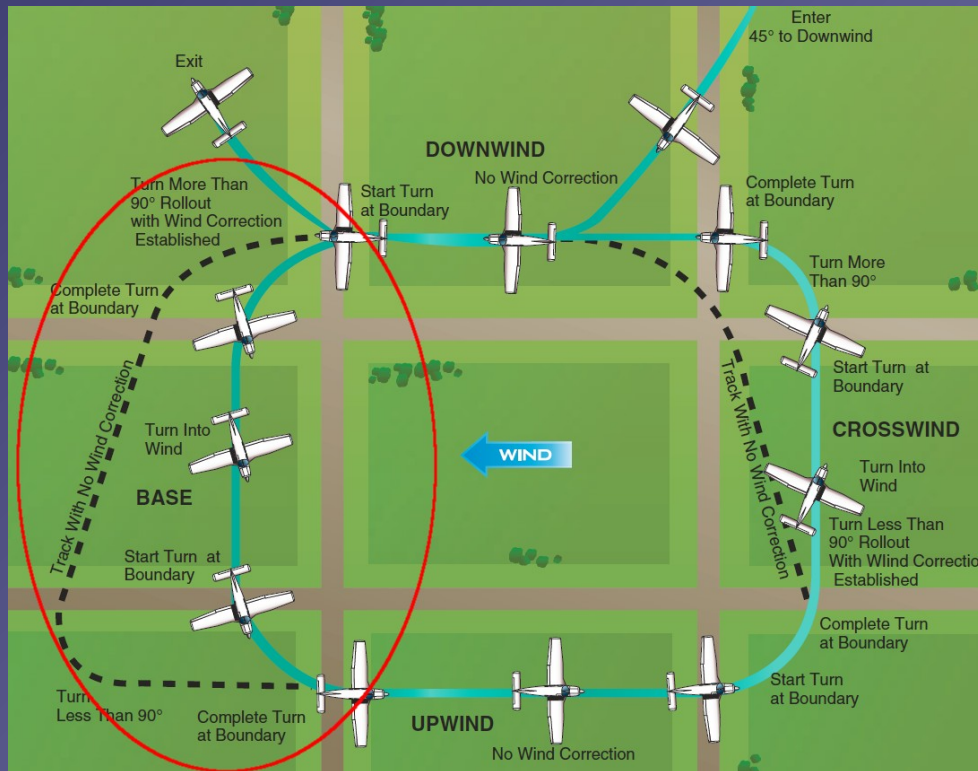 Enter
45° to Downwind
Exit
DOWNWIND
No Wind Correction
Turn More Than
90° Rollout
with Wind Correction
Established
Start Turn
at Boundary
Complete Turn
at Boundary
Turn More
Than 90°
Complete Turn
at Boundary
Start Turn at
Boundary
Track With No Wind Correction
Track With No Wind Correction
Turn Into
Wind
WIND
CROSSWIND
Turn Into
Wind
BASE
Turn Less Than
90° Rollout
With WIind Correctio
Established
Start Turn at
Boundary
Complete Turn
at Boundary
Turn
Less Than 90°
Complete Turn
at Boundary
UPWIND
No Wind Correction
Start Turn
at Boundary